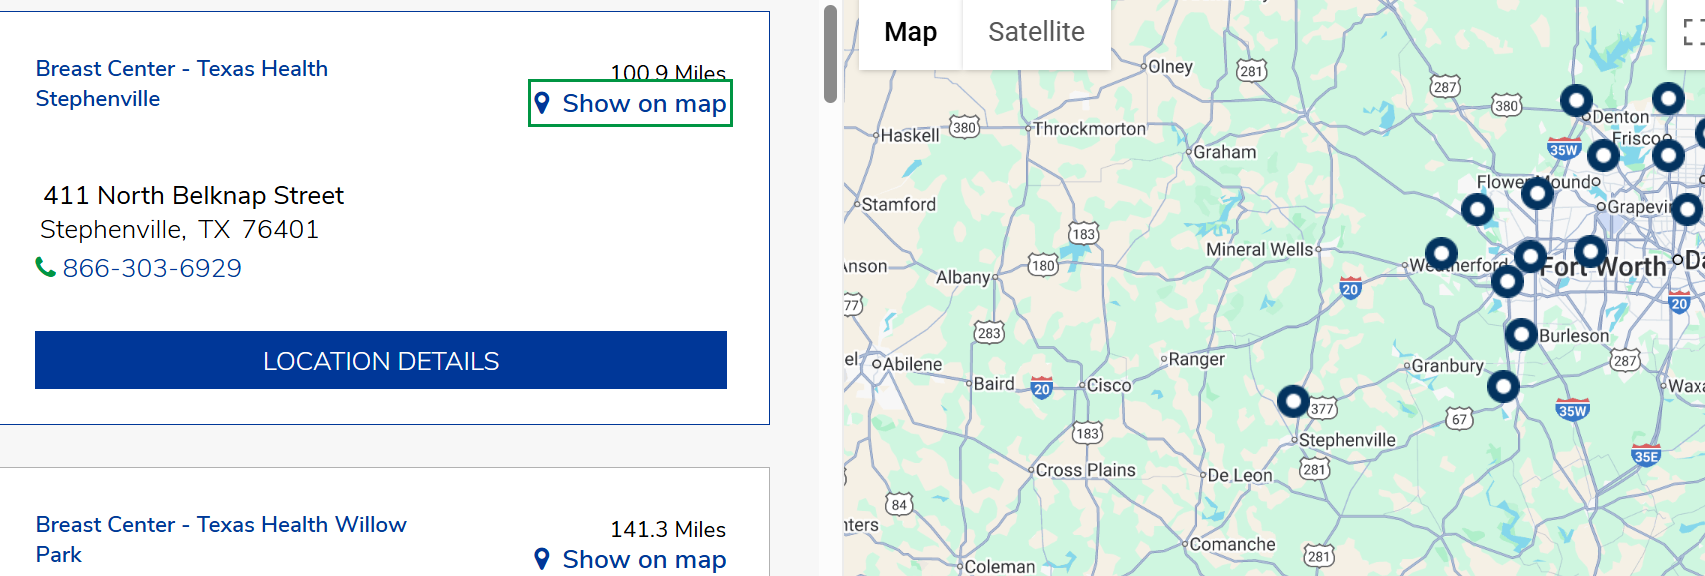 Breast Center - Texas Health
Stephenville
100.9 Miles
Show on map
411 North Belknap Street
Stephenville, TX 76401
866-303-6929
LOCATION DETAILS
Breast Center - Texas Health Willow
Park
141.3 Miles
Show on map
Map
Satellite
Olney
281
287
380
Denton
Haskell
380
Throckmorton
Frisco
35W
Graham
Flower Mound
Stamford
Grapevi
183
Mineral Wells
nson
180
Weatherford
Fort Worth
Da
Albany
20
20
77
283
Burleson
el
Abilene
Ranger
Granbury
287
Baird
20
Cisco
Waxa
377
67
35W
183
Stephenville
35E
Cross Plains
De Leon
281
84
nters
Comanche
281
Coleman